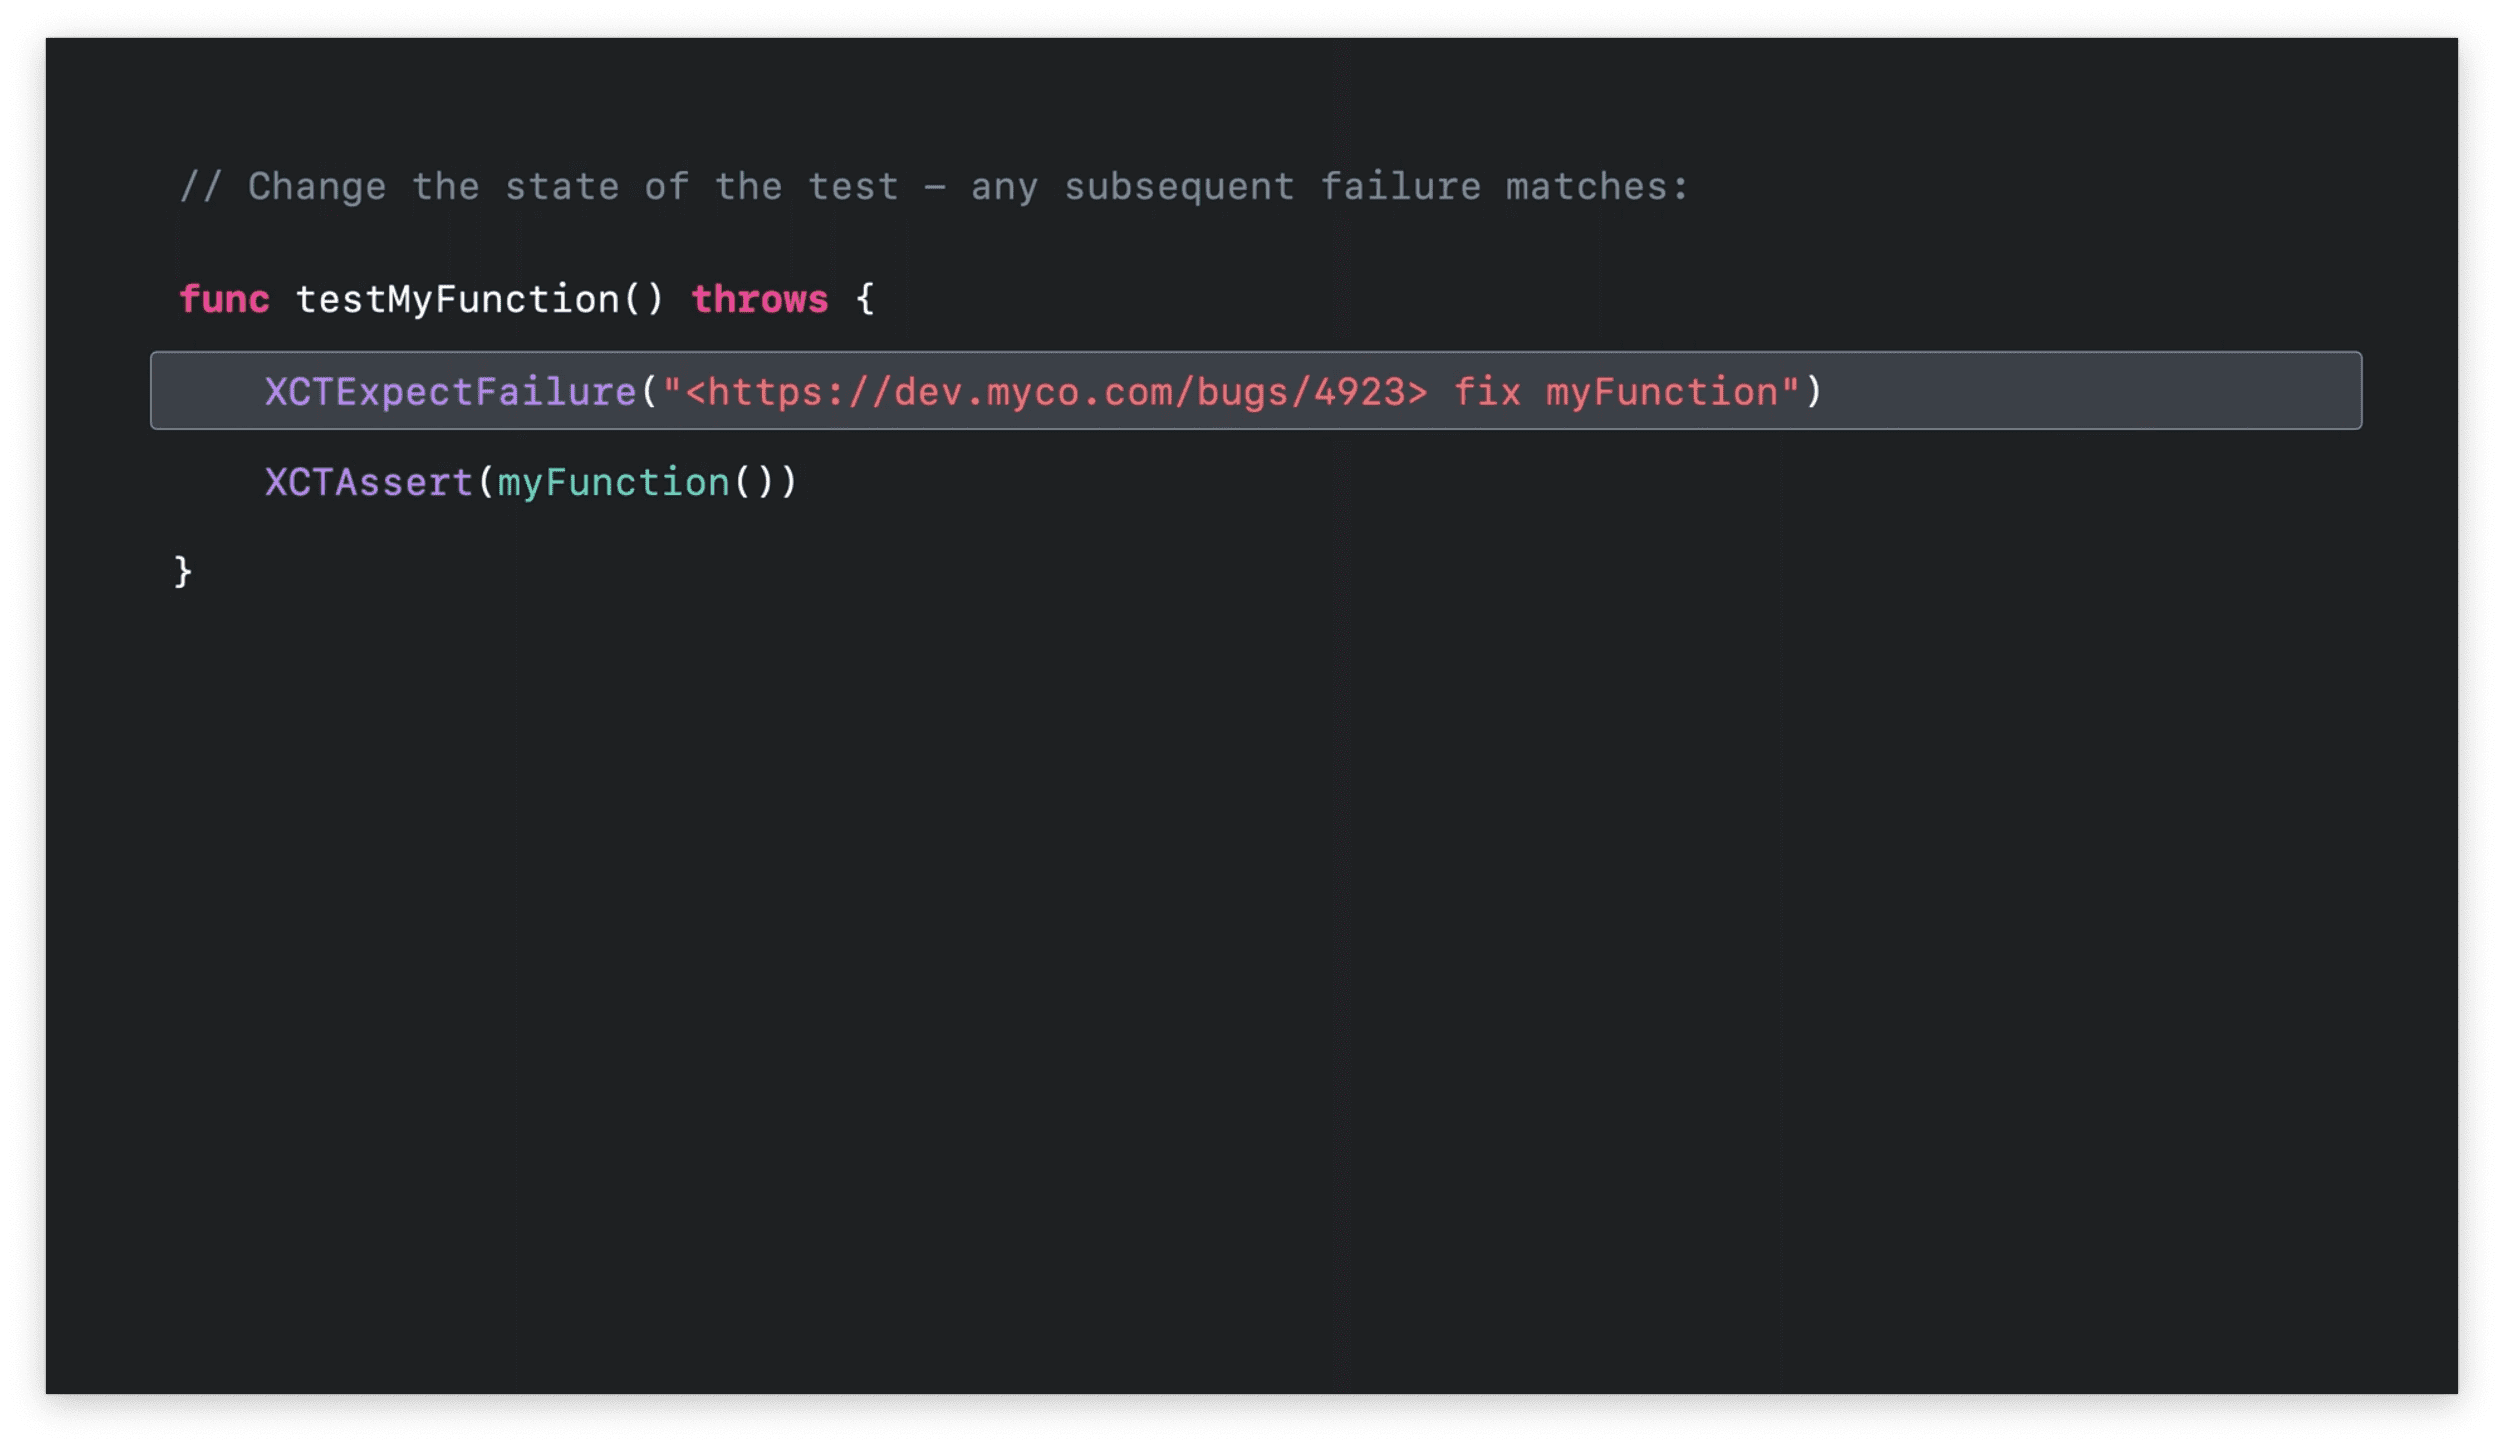 // Change the state of the test – any subsequent failure matches:
func testMyFunction() throws {
XCTExpectFailure("<https://dev.myco.com/bugs/4923> fix myFunction")
XCTAssert(myFunction())
}